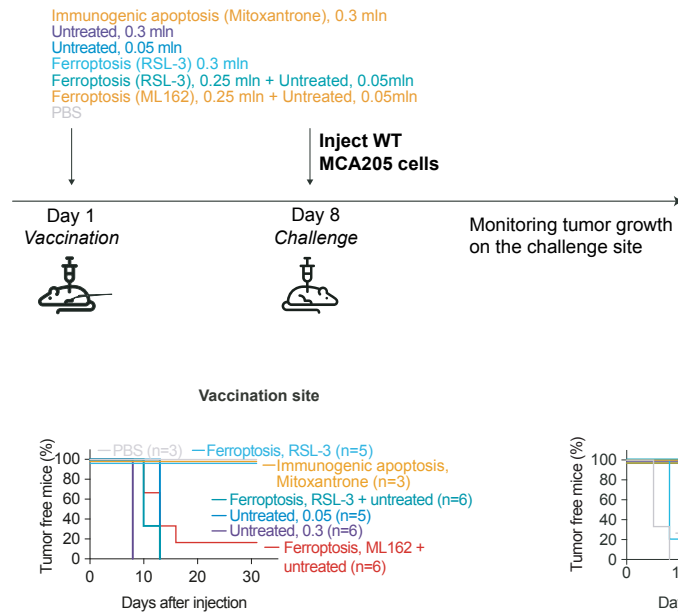 Immunogenic apoptosis (Mitoxantrone), 0.3 mln
Untreated, 0.3 mln
Untreated, 0.05 mln
Ferroptosis (RSL-3) 0.3 mln
Ferroptosis (RSL-3), 0.25 mln + Untreated, 0.05mln
Ferroptosis (ML162), 0.25 mln + Untreated, 0.05mln
PBS
Inject WT
MCA205 cells
Day 1
Vaccination
Day 8
Challenge
Monitoring tumor growth
on the challenge site
Vaccination site
PBS (n=3)
Ferroptosis, RSL-3 (n=5)
Immunogenic apoptosis,
Mitoxantrone (n=3)
Ferroptosis, RSL-3 + untreated (n=6)
Untreated, 0.05 (n=5)
Untreated, 0.3 (n=6)
Ferroptosis, ML162 +
untreated (n=6)
Tumor free mice (%)
100
80
60
40
20
0
0 10 20 30
Days after injection
Tumor free mice (%)
100
80
60
40
20
0
0